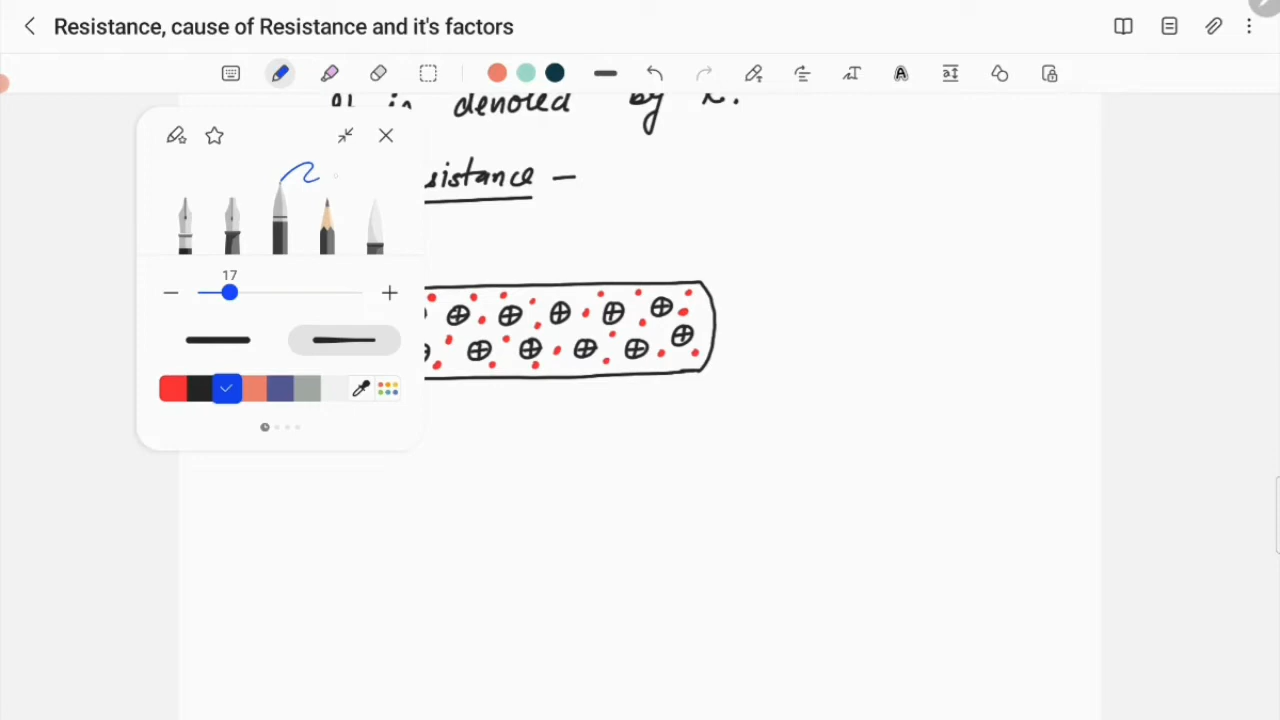 Resistance, cause of Resistance and it's factors
denoted by
sistance —
17